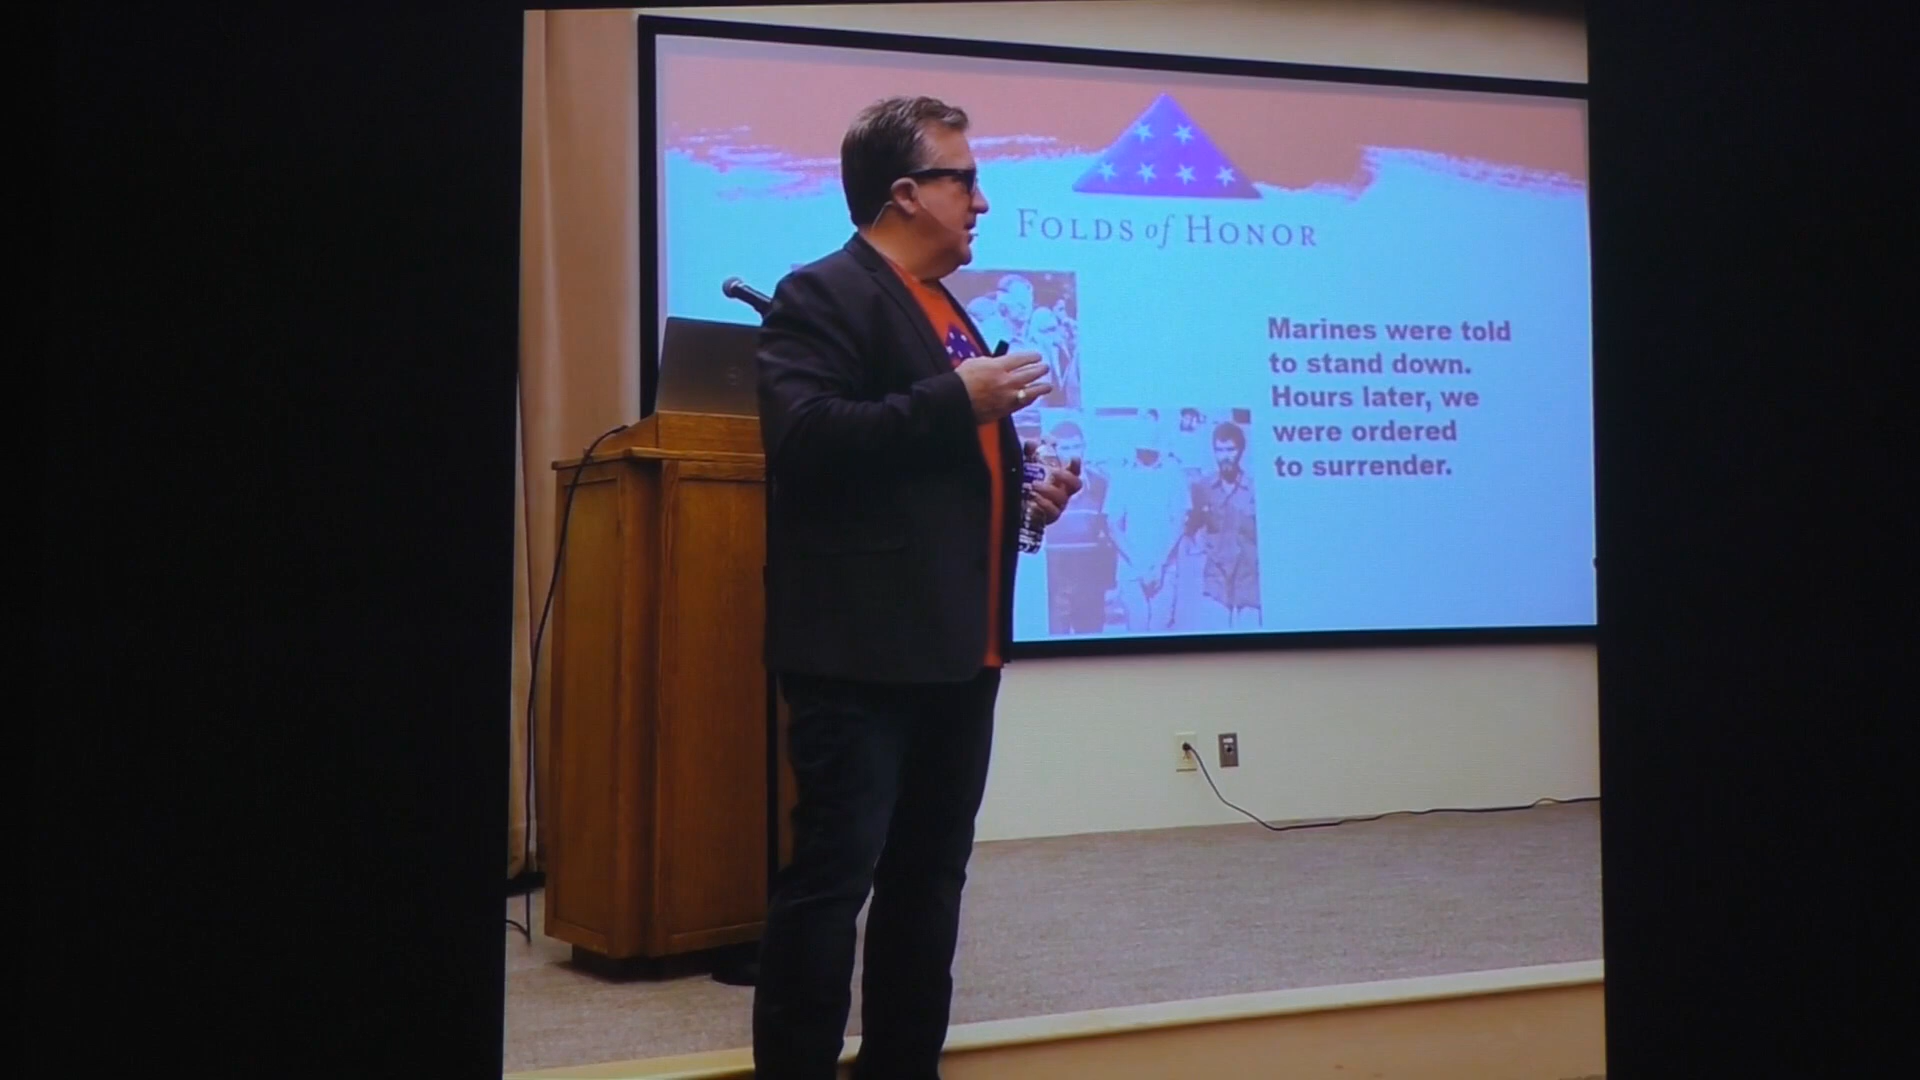 FOLDS of HONOR
Marines were told
to stand down.
Hours later, we
were ordered
to surrender.